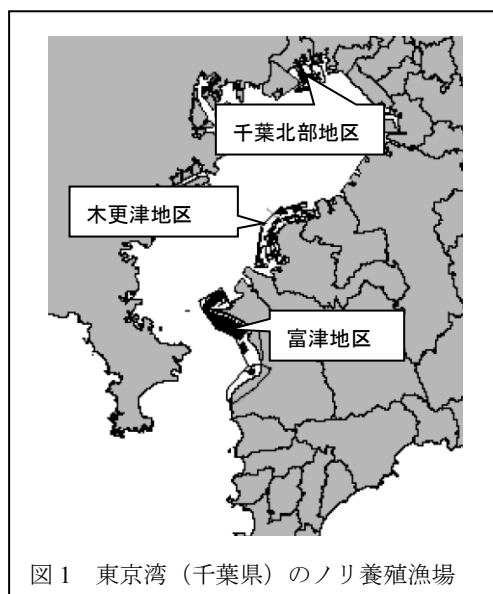 千葉北部地区
木更津地区
富津地区
図1 東京湾（千葉県）のノリ養殖漁場